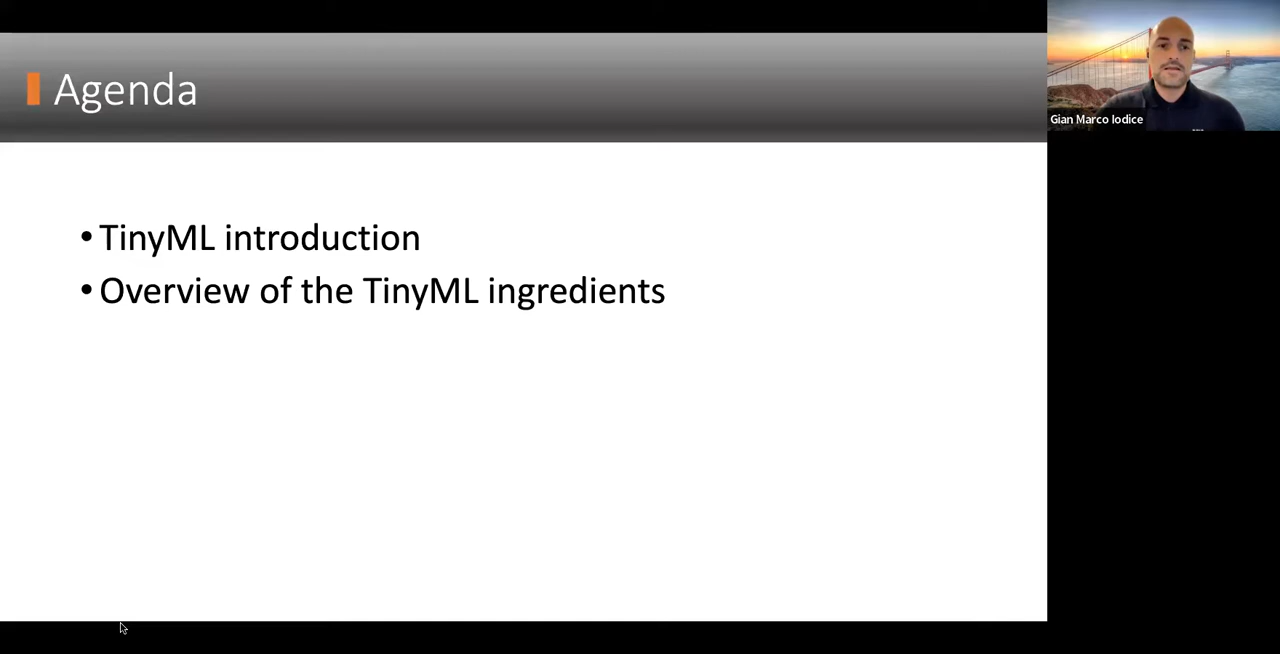 Agenda
Gian Marco Iodice
• TinyML introduction
• Overview of the TinyML ingredients